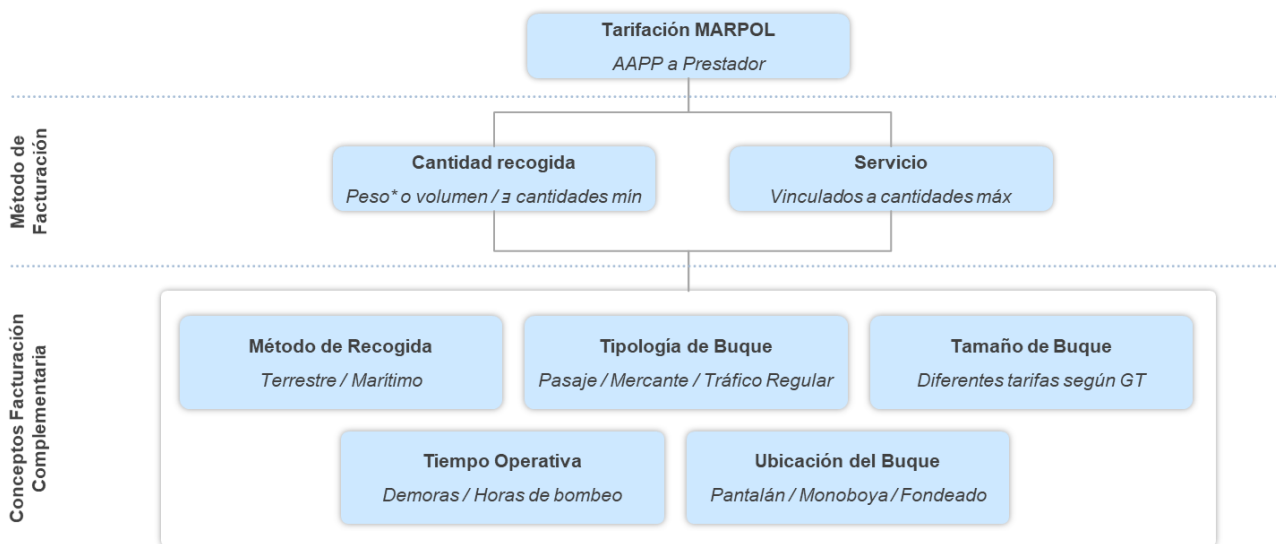 Tarifación MARPOL
AAPP a Prestador
Método de
Facturación
Cantidad recogida
Peso* o volumen / ∃ cantidades mín
Servicio
Vinculados a cantidades máx
Conceptos Facturación
Complementaria
Método de Recogida
Terrestre / Marítimo
Tipología de Buque
Pasaje / Mercante / Tráfico Regular
Tamaño de Buque
Diferentes tarifas según GT
Tiempo Operativa
Demoras / Horas de bombeo
Ubicación del Buque
Pantalán / Monoboya / Fondeado